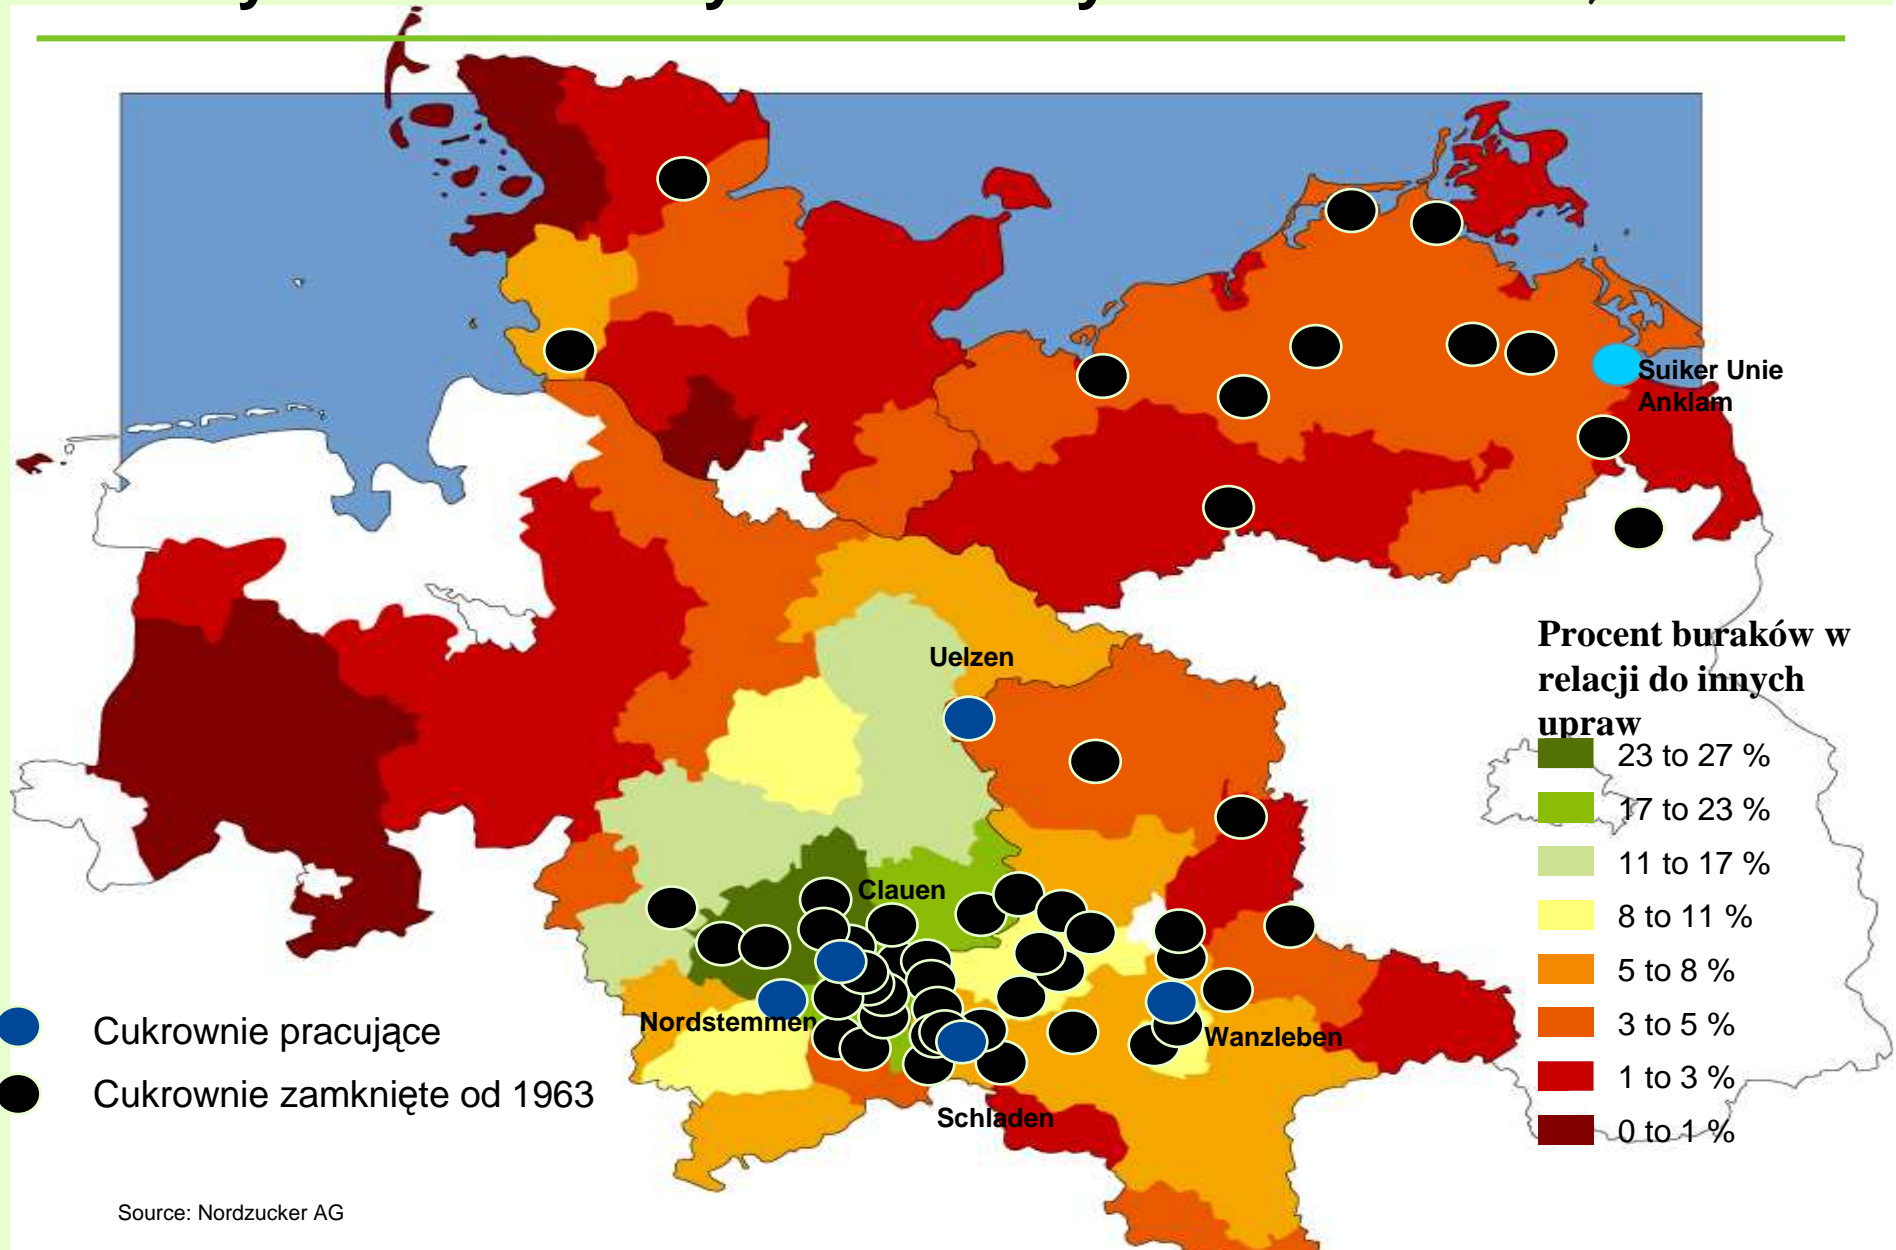 Suiker Unie
Anklam
Uelzen
Procent buraków w
relacji do innych
upraw
23 to 27 %
17 to 23 %
11 to 17 %
8 to 11 %
5 to 8 %
3 to 5 %
1 to 3 %
0 to 1 %
Clauen
Nordstemmen
Wanzleben
Schladen
Cukrownie pracujące
Cukrownie zamknięte od 1963
Source: Nordzucker AG